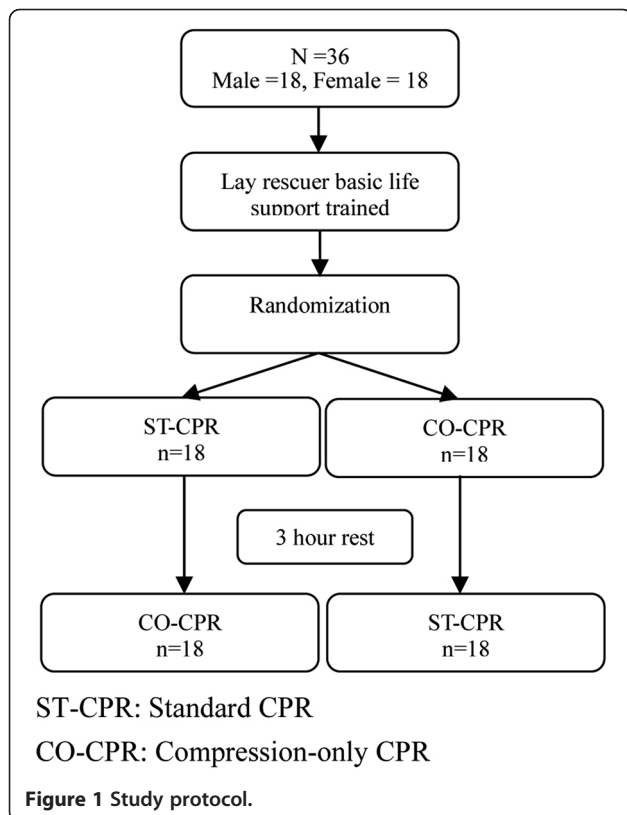 N =36
Male =18, Female = 18
Lay rescuer basic life
support trained
Randomization
ST-CPR
n=18
CO-CPR
n=18
3 hour rest
CO-CPR
n=18
ST-CPR
n=18
ST-CPR: Standard CPR
CO-CPR: Compression-only CPR
Figure 1 Study protocol.